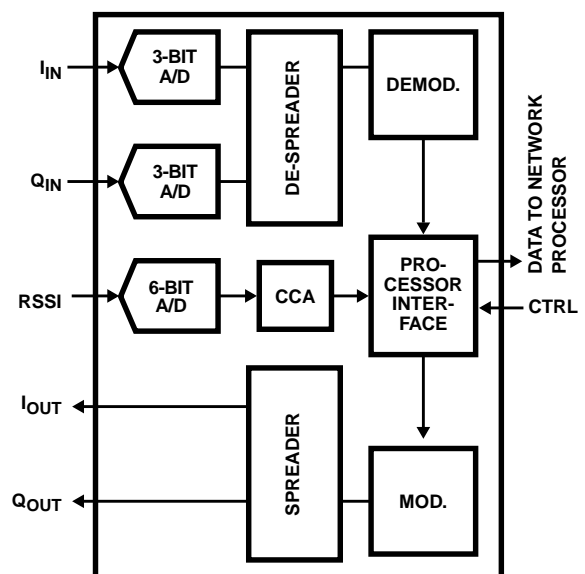 I_IN
3-BIT
A/D
DE-SPREADER
DEMOD.
Q_IN
3-BIT
A/D
DATA TO NETWORK
PROCESSOR
RSSI
6-BIT
A/D
CCA
PRO-
CESSOR
INTER-
FACE
CTRL
I_OUT
SPREADER
Q_OUT
MOD.